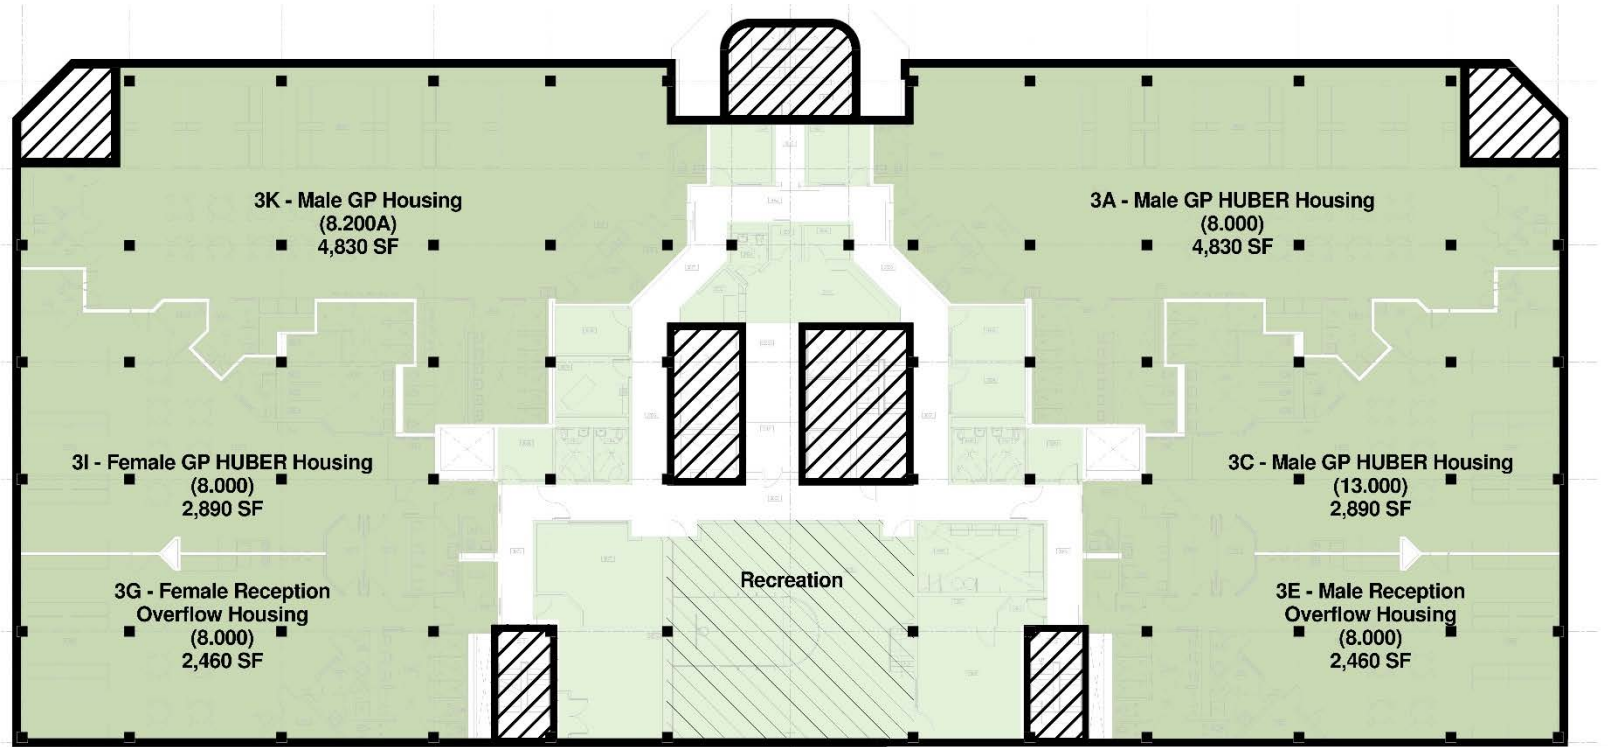 3K - Male GP Housing
(8.200A)
4,830 SF
3A - Male GP HUBER Housing
(8.000)
4,830 SF
3I - Female GP HUBER Housing
(8.000)
2,890 SF
3C - Male GP HUBER Housing
(13.000)
2,890 SF
3G - Female Reception
Overflow Housing
(8.000)
2,460 SF
Recreation
3E - Male Reception
Overflow Housing
(8.000)
2,460 SF